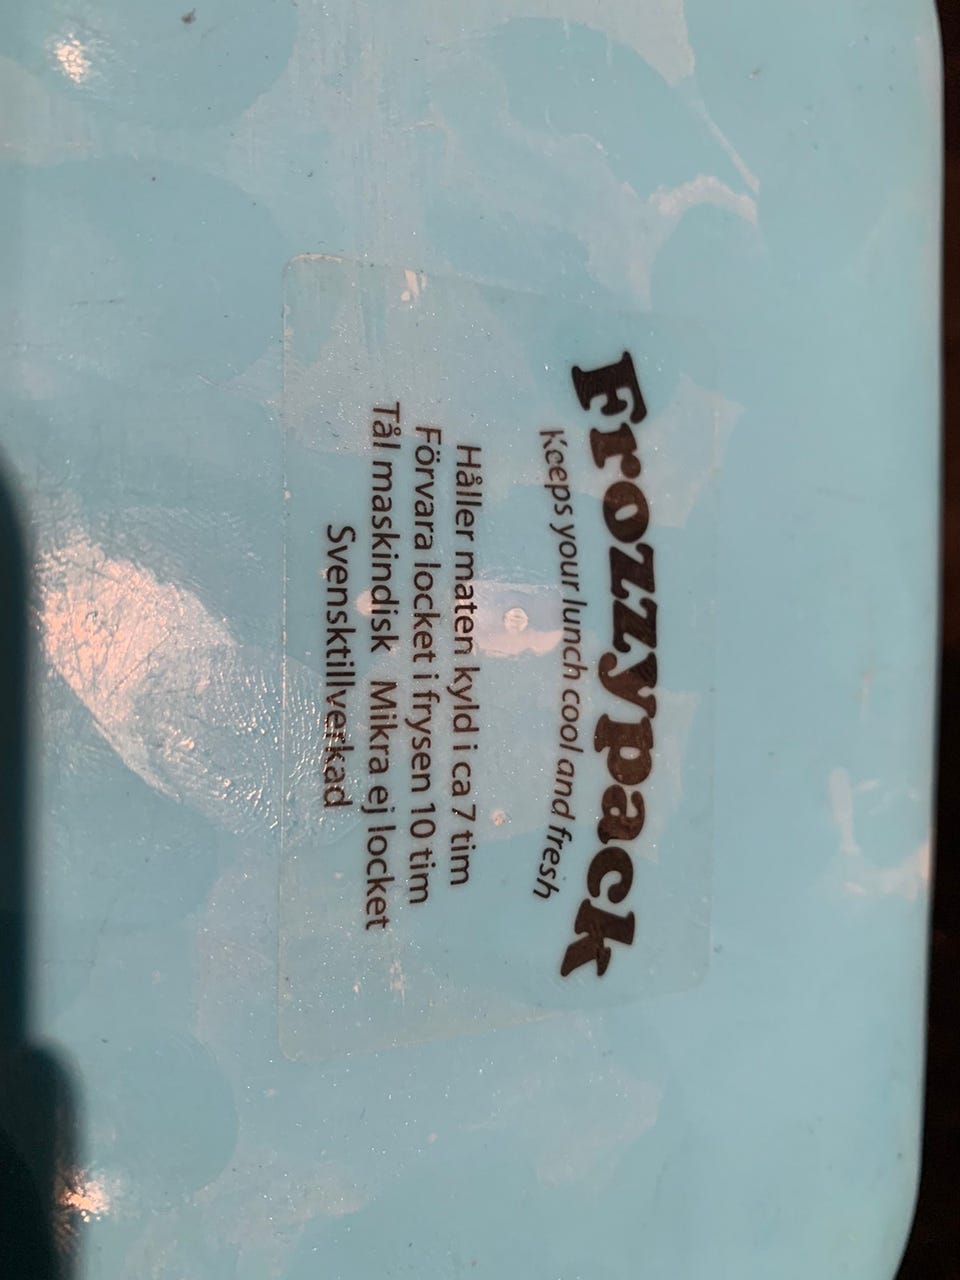 Frozzypack
Keeps your lunch cool and fresh
Håller maten kyld i ca 7 tim
Förvara locket i frysen 10 tim
Tål maskindisk Mikra ej locket
Svensktillverkad